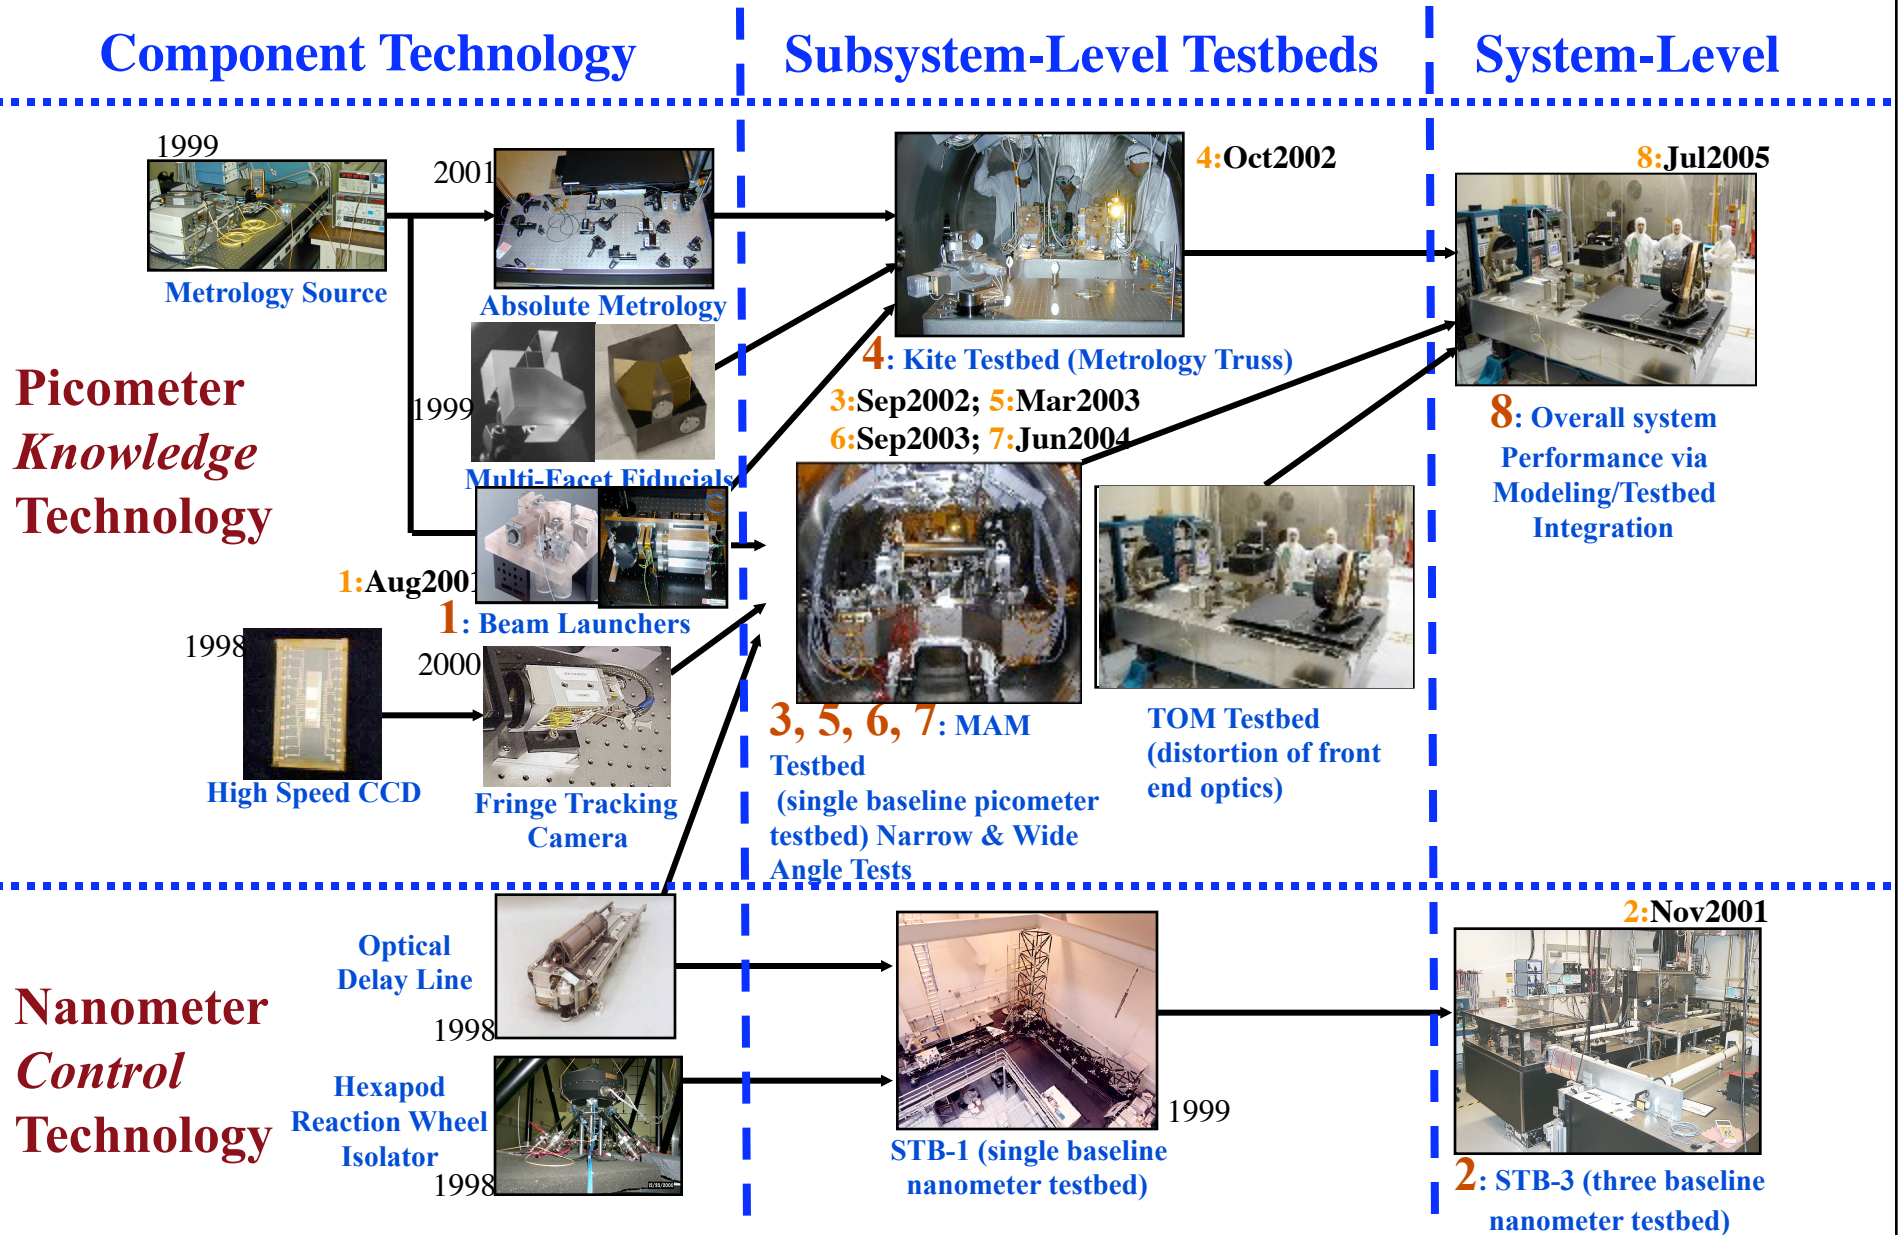 Component Technology
Subsystem-Level Testbeds
System-Level
Picometer
Knowledge
Technology
1999
Metrology Source
2001
Absolute Metrology
1999
Multi-Facet Fiducials
1:Aug2001
1: Beam Launchers
1998
High Speed CCD
2000
Fringe Tracking
Camera
4:Oct2002
4: Kite Testbed (Metrology Truss)
3:Sep2002; 5:Mar2003
6:Sep2003; 7:Jun2004
3, 5, 6, 7: MAM
Testbed
(single baseline picometer
testbed) Narrow & Wide
Angle Tests
TOM Testbed
(distortion of front
end optics)
8:Jul2005
8: Overall system
Performance via
Modeling/Testbed
Integration
Nanometer
Control
Technology
Optical
Delay Line
1998
Hexapod
Reaction Wheel
Isolator
1998
STB-1 (single baseline
nanometer testbed)
1999
2:Nov2001
2: STB-3 (three baseline
nanometer testbed)